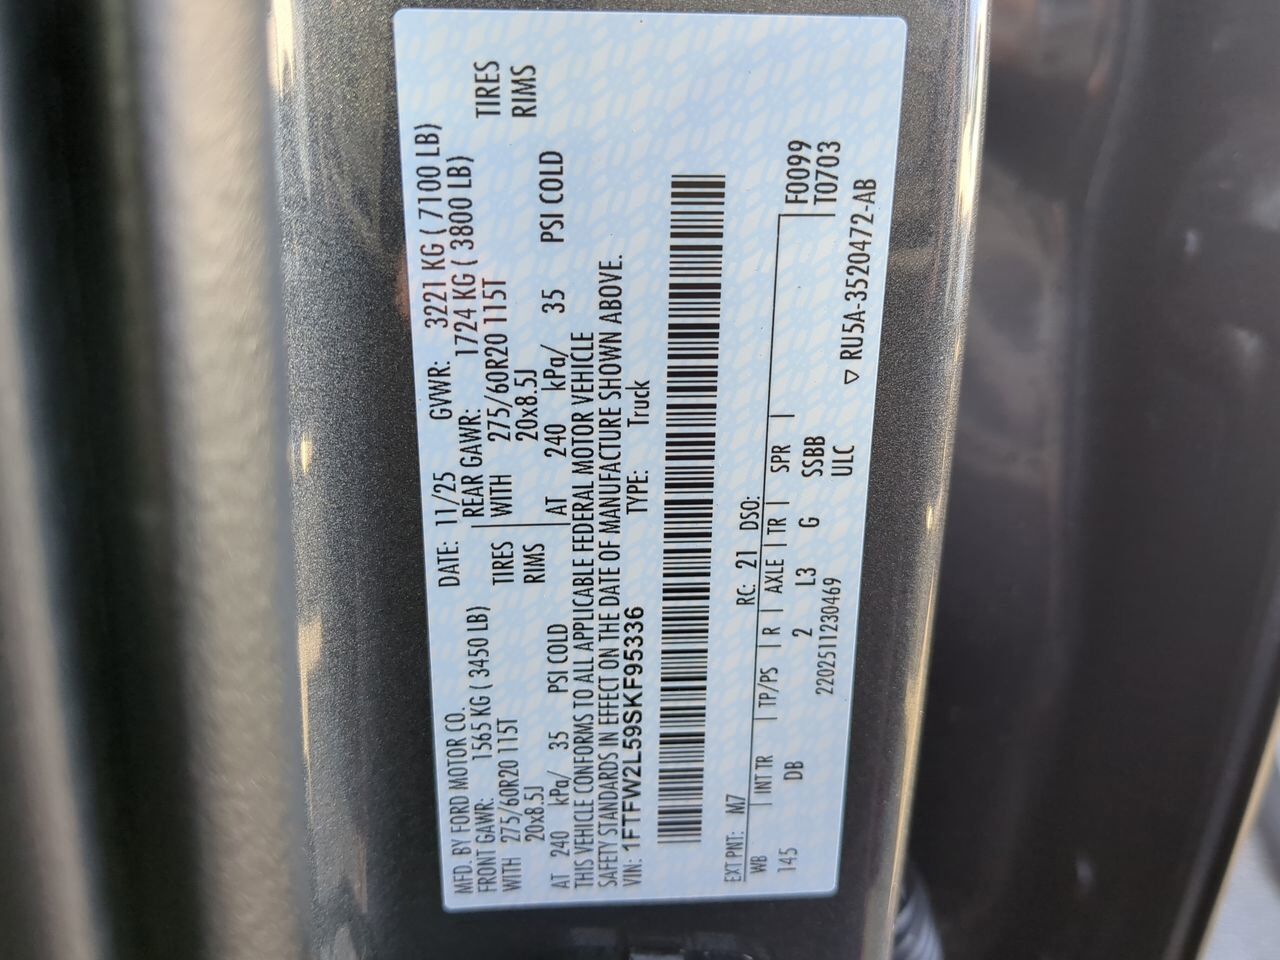 MFD. BY FORD MOTOR CO. DATE: 11/25 GVWR: 3221 KG ( 7100 LB)
FRONT GAWR: 1565 KG ( 3450 LB) REAR GAWR: 1724 KG ( 3800 LB)
WITH 275/60R20 115T TIRES WITH 275/60R20 115T TIRES
20x8.5J RIMS 20x8.5J RIMS
AT 240 kPa/ 35 PSI COLD AT 240 kPa/ 35 PSI COLD
THIS VEHICLE CONFORMS TO ALL APPLICABLE FEDERAL MOTOR VEHICLE
SAFETY STANDARDS IN EFFECT ON THE DATE OF MANUFACTURE SHOWN ABOVE.
VIN: 1FTFW2L59SKF95336 TYPE: Truck
EXT PNT: M7 RC: 21 DSO:
WB INT TR TP/PS R AXLE TR SPR F0099
145 DB 2 L3 G SSBB T0703
2202511230469 ULC
RU5A-3520472-AB